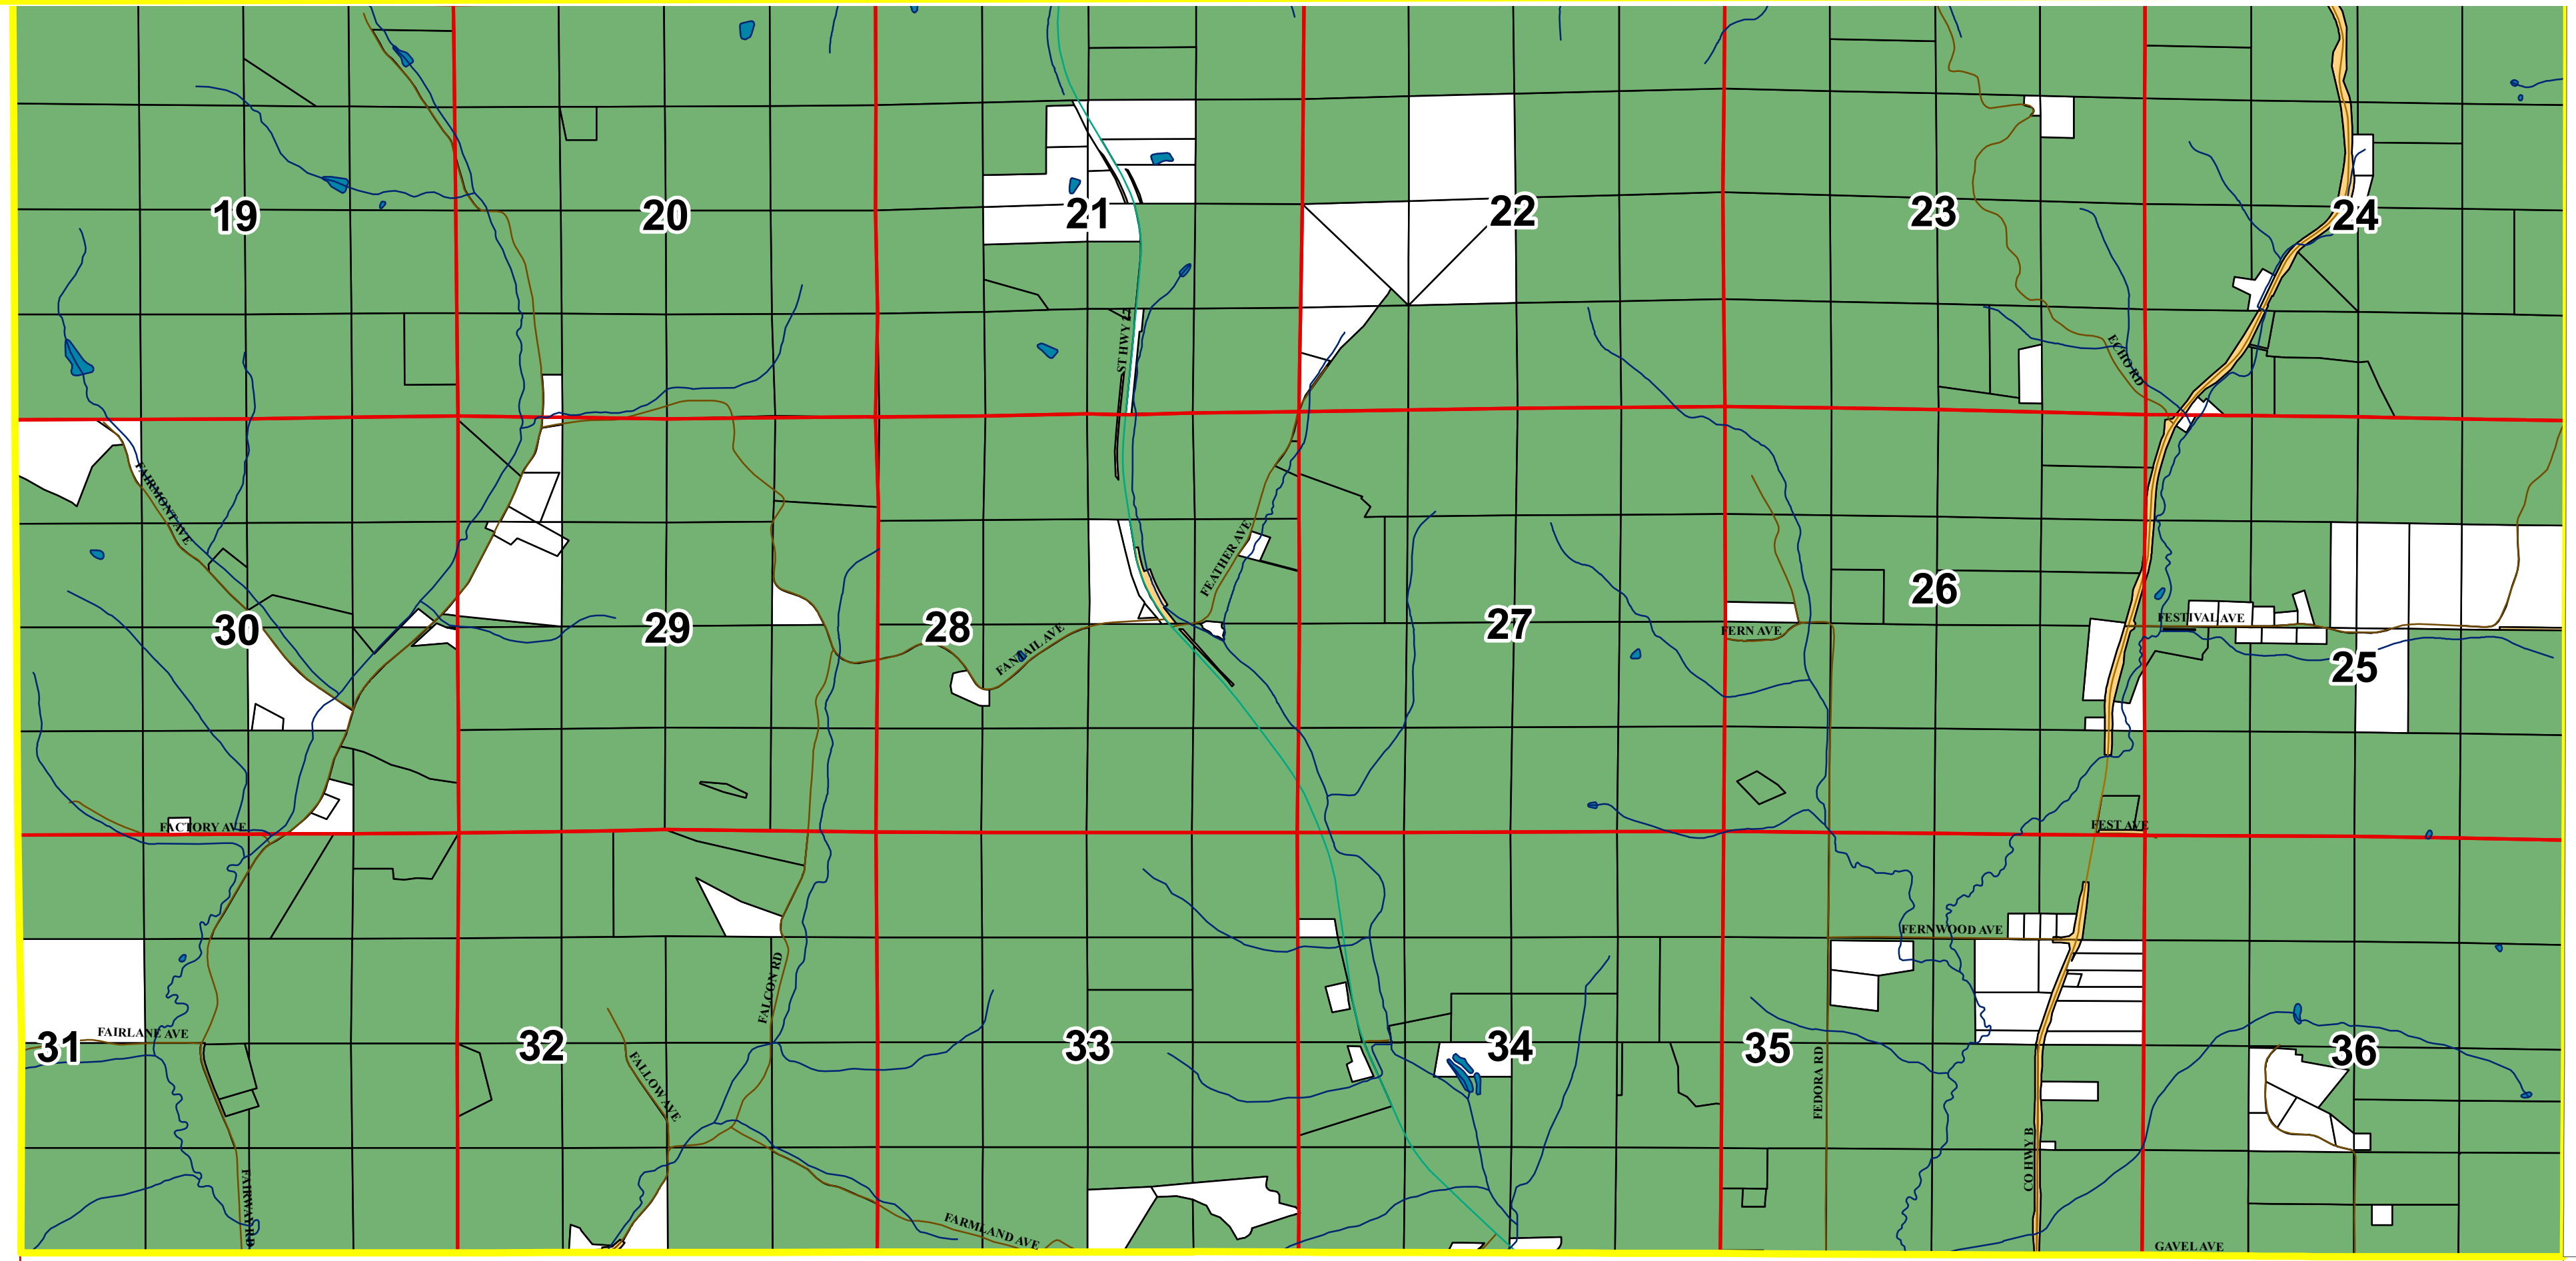 19
20
21
22
23
24
ST HWY 27
ECHO RD
FAIRMONT AVE
FEATHER AVE
26
30
29
28
27
FANTAIL AVE
FERN AVE
FESTIVAL AVE
25
FACTORY AVE
FEST AVE
FERNWOOD AVE
FALCON RD
31
FAIRLANE AVE
32
33
34
35
36
FALLOW AVE
FEDORA RD
CO HWY B
FARMLAND AVE
GAVEL AVE